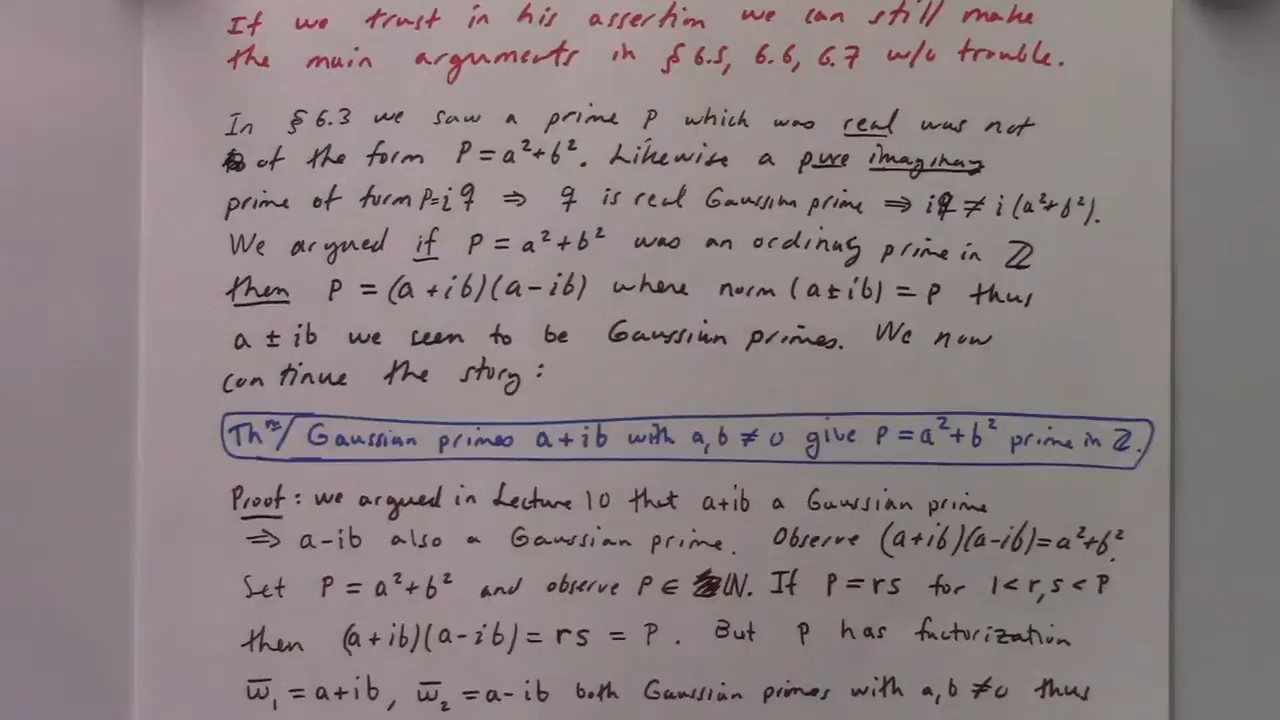 If we trust in his assertion we can still make
the main arguments in § 6.5, 6.6, 6.7 w/o trouble.
In § 6.3 we saw a prime p which was real was not
of the form P = a²+b². Likewise a pure imaginary
prime of form p=iq ⇒ q is real Gaussian prime ⇒ iq ≠ i(a²+b²).
We argued if P = a²+b² was an ordinary prime in ℤ
then P = (a+ib)(a-ib) where norm (a±ib) = P thus
a ± ib we seen to be Gaussian primes. We now
continue the story:
Thᵐ/ Gaussian primes a+ib with a,b ≠ 0 give P = a²+b² prime in ℤ.
Proof: we argued in Lecture 10 that a+ib a Gaussian prime
⇒ a-ib also a Gaussian prime. Observe (a+ib)(a-ib)=a²+b².
Set P = a²+b² and observe P ∈ ℕ. If P=rs for 1<r,s<P
then (a+ib)(a-ib) = rs = P. But p has factorization
ϖ₁ = a+ib, ϖ₂ = a-ib both Gaussian primes with a,b ≠0 thus